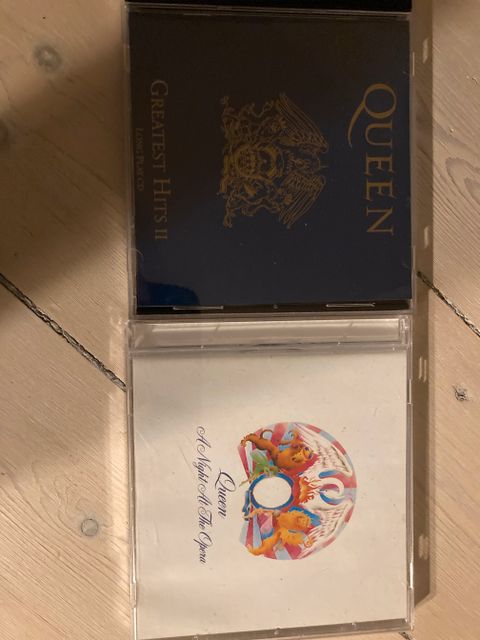 QUEEN
GREATEST HITS II
LONG PLAY CD
Queen
A Night At The Opera